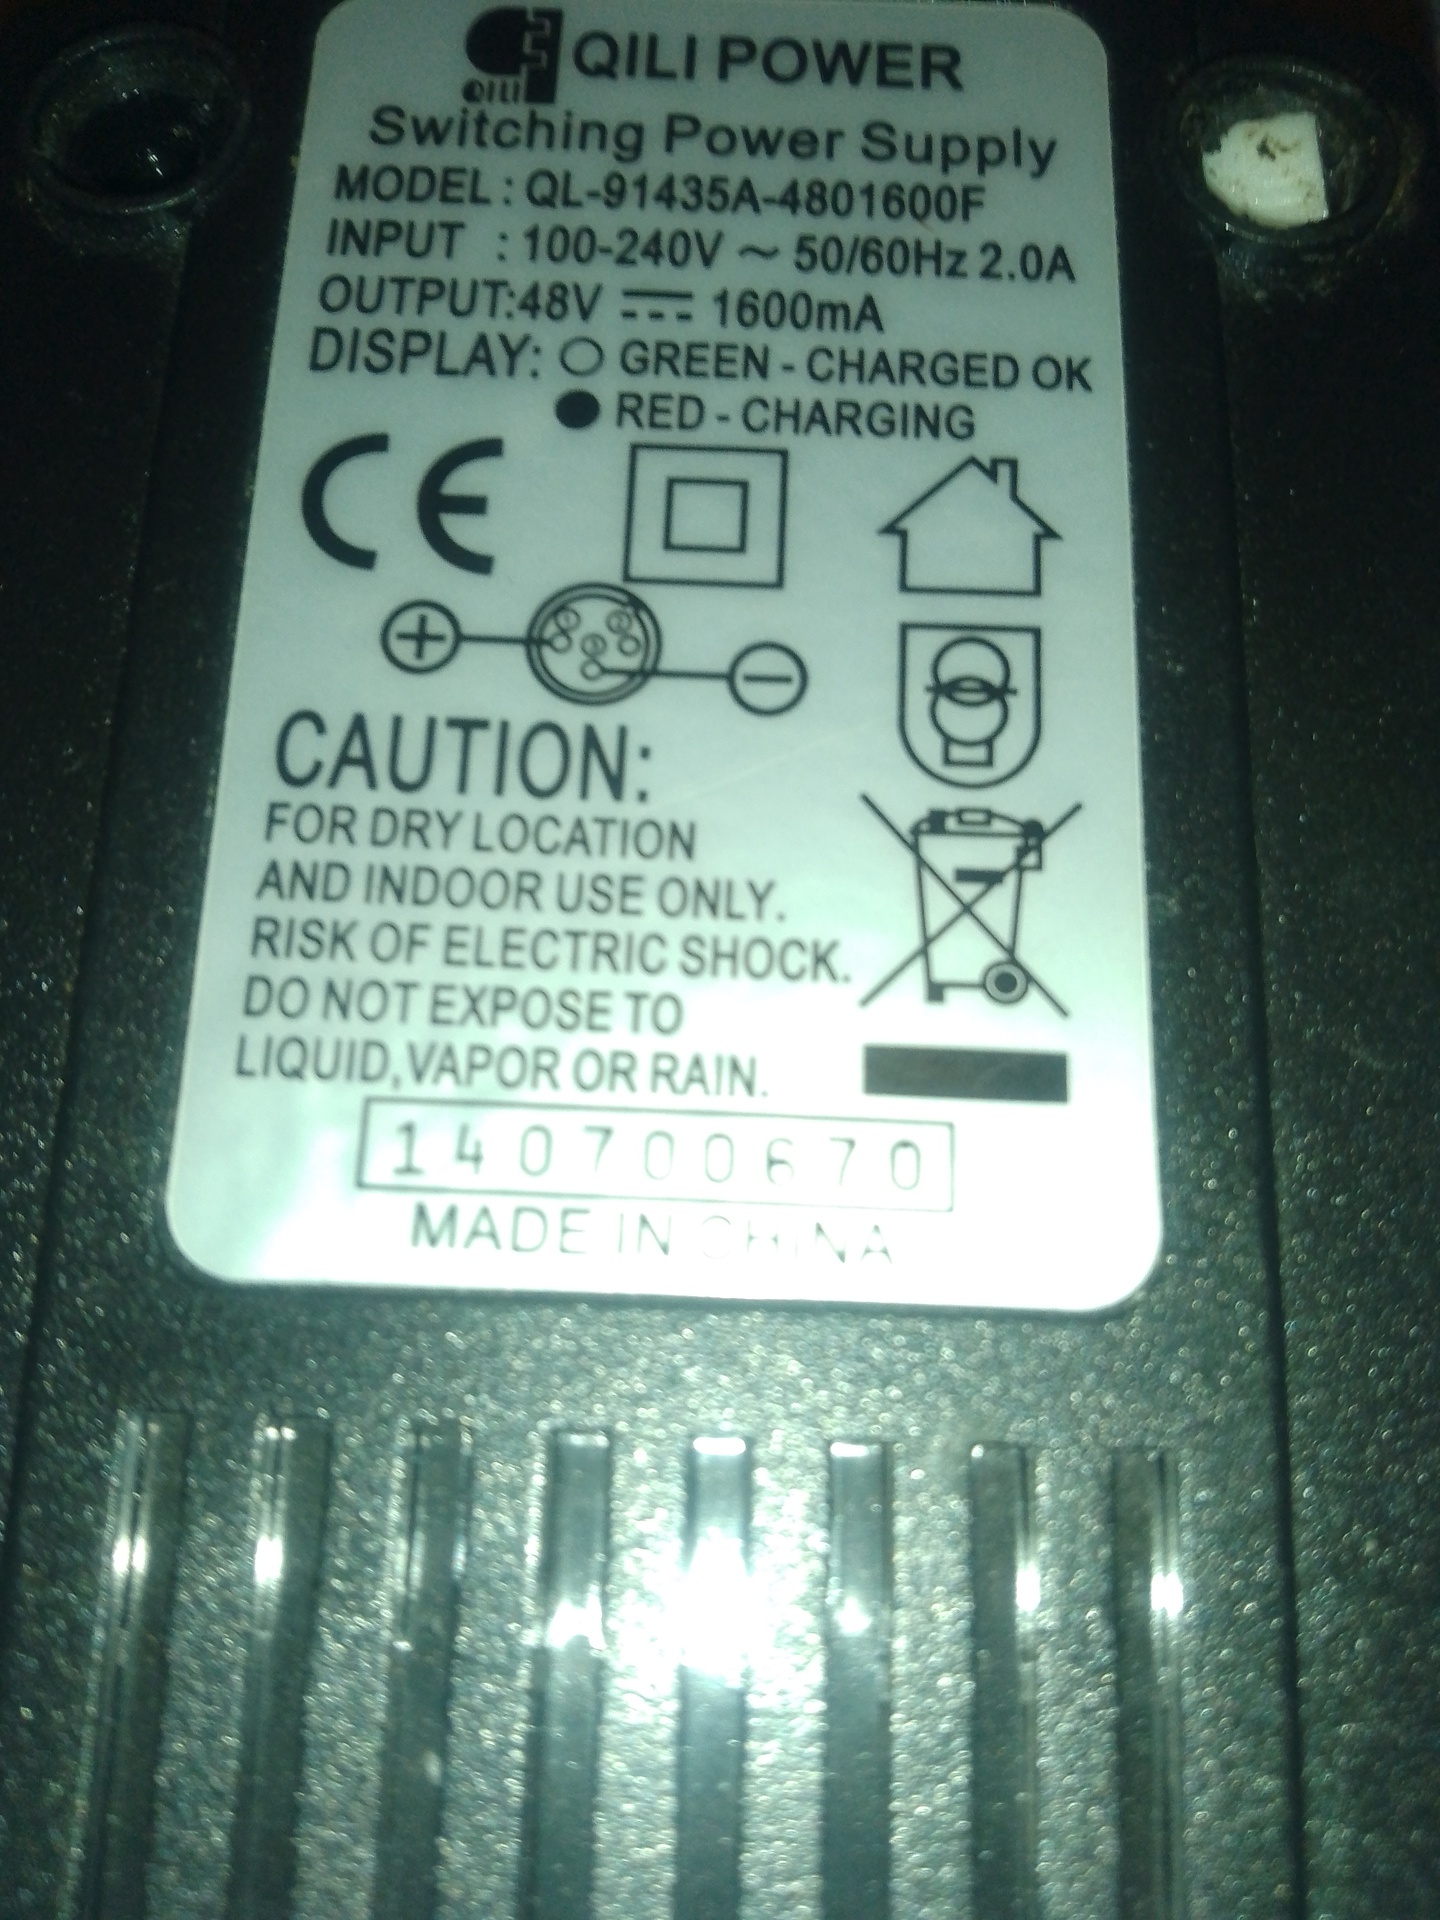 QILI
QILI POWER
Switching Power Supply
MODEL : QL-91435A-4801600F
INPUT : 100-240V ~ 50/60Hz 2.0A
OUTPUT:48V ⎓ 1600mA
DISPLAY: ○ GREEN - CHARGED OK
● RED - CHARGING
CE
+ -
CAUTION:
FOR DRY LOCATION
AND INDOOR USE ONLY.
RISK OF ELECTRIC SHOCK.
DO NOT EXPOSE TO
LIQUID,VAPOR OR RAIN.
140700670
MADE IN CHINA